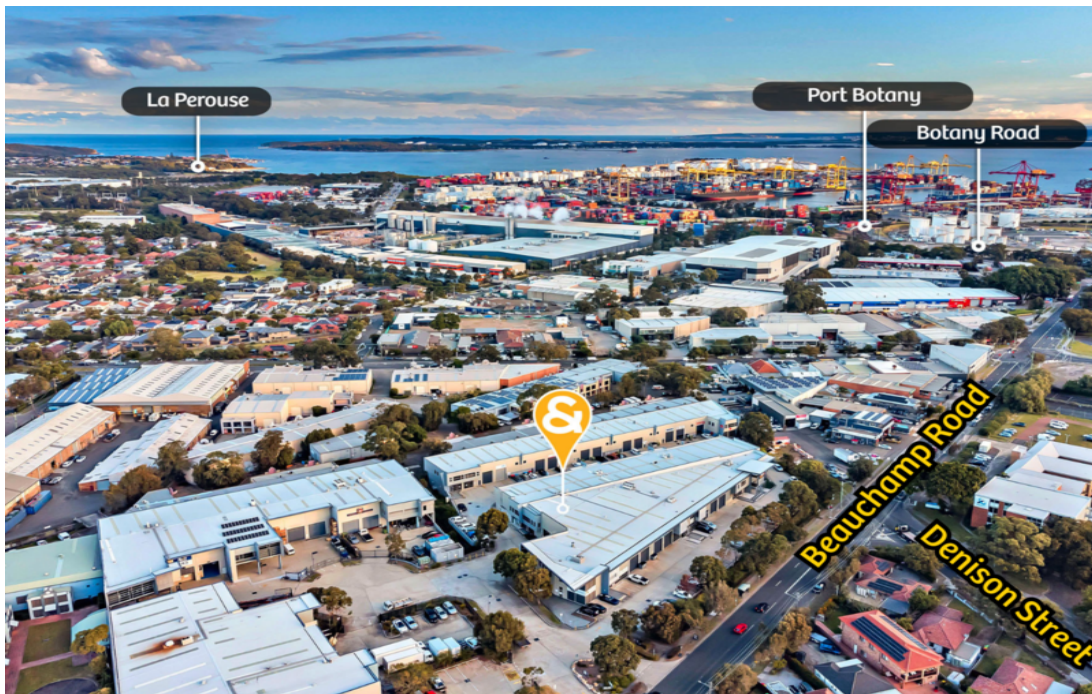 La Perouse
Port Botany
Botany Road
&
Beauchamp Road
Denison Street